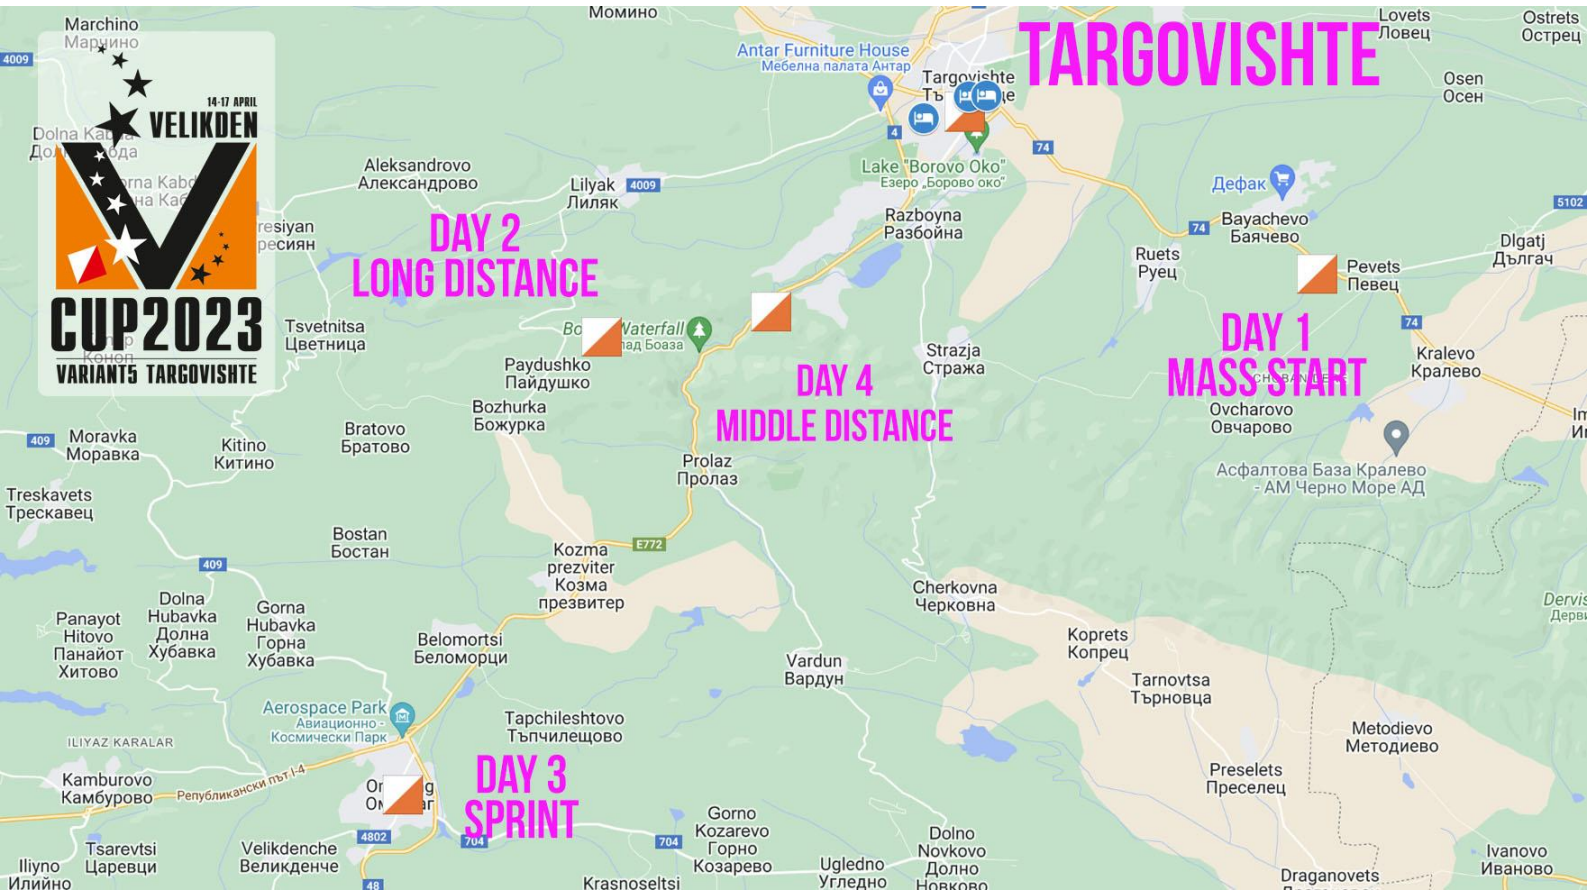 Момино
Marchino
Марчино
4009
14-17 APRIL
VELIKDEN
CUP2023
VARIANT5 TARGOVISHTE
TARGOVISHTE
Lovets
Ловец
Ostrets
Острец
Antar Furniture House
Мебелна палата Антар
Targovishte
Osen
Осен
4
74
Lake "Borovo Oko"
Езеро „Борово око“
Aleksandrovo
Александрово
Lilyak
Лиляк
4009
Дефак
5102
Razboyna
Разбойна
Bayachevo
Баячево
74
DAY 2
LONG DISTANCE
Ruets
Руец
Dlgatj
Дългач
Pevets
Певец
Tsvetnitsa
Цветница
Waterfall
Боаза
Paydushko
Пайдушко
Strazja
Стража
DAY 1
MASS START
74
Kralevo
Кралево
DAY 4
MIDDLE DISTANCE
Bozhurka
Божурка
Ovcharovo
Овчарово
409
Moravka
Моравка
Kitino
Китино
Bratovo
Братово
Prolaz
Пролаз
Асфалтова База Кралево
- АМ Черно Море АД
Treskavets
Трескавец
Bostan
Бостан
E772
409
Kozma
prezviter
Козма
презвитер
Cherkovna
Черковна
Dervis
Panayot
Hitovo
Панайот
Хитово
Dolna
Hubavka
Долна
Хубавка
Gorna
Hubavka
Горна
Хубавка
Belomortsi
Беломорци
Koprets
Копрец
Vardun
Вардун
Tarnovtsa
Търновца
Aerospace Park
Авиационно -
Космически Парк
Tapchileshtovo
Тъпчилещово
ILIYAZ KARALAR
Metodievo
Методиево
Kamburovo
Камбурово
Републикански път I-4
DAY 3
SPRINT
Preselets
Преселец
4802
704
704
Gorno
Kozarevo
Горно
Козарево
Dolno
Novkovo
Долно
Новково
Iliyno
Илийно
Tsarevtsi
Царевци
Velikdenche
Великденче
48
Krasnoseltsi
Ugledno
Угледно
Draganovets
Ivanovo
Иваново